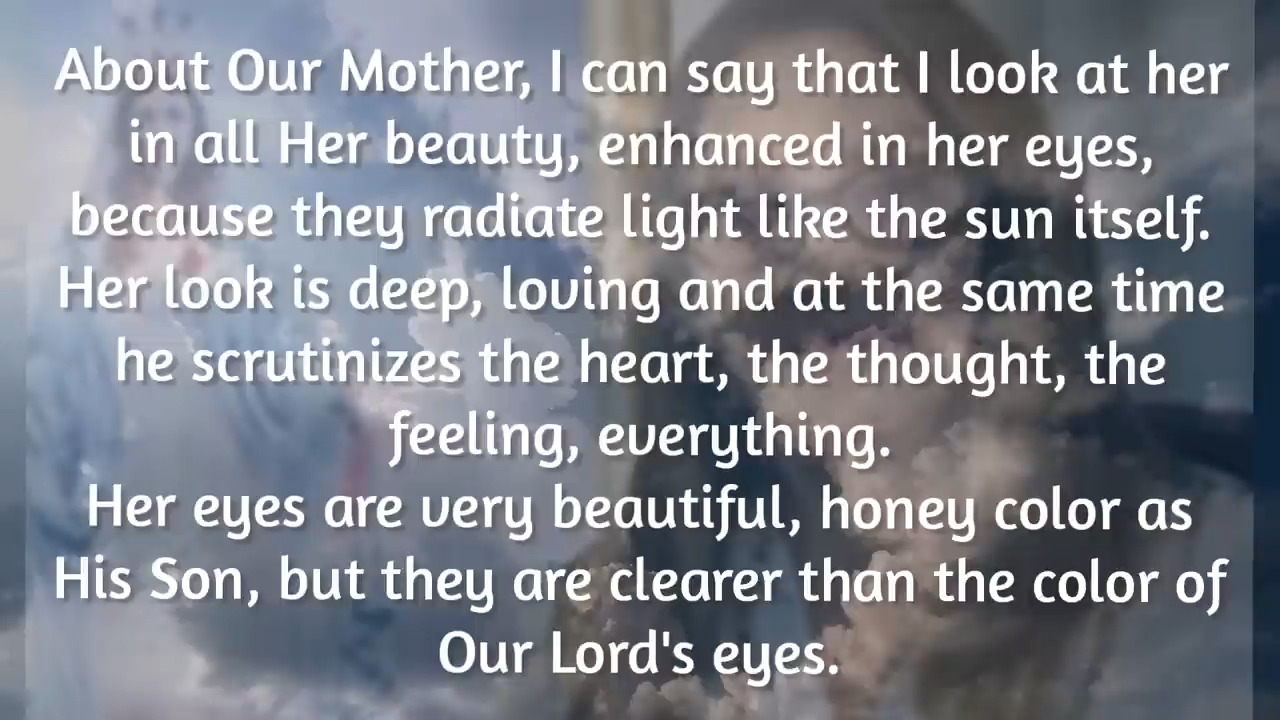 About Our Mother, I can say that I look at her
in all Her beauty, enhanced in her eyes,
because they radiate light like the sun itself.
Her look is deep, loving and at the same time
he scrutinizes the heart, the thought, the
feeling, everything.
Her eyes are very beautiful, honey color as
His Son, but they are clearer than the color of
Our Lord's eyes.